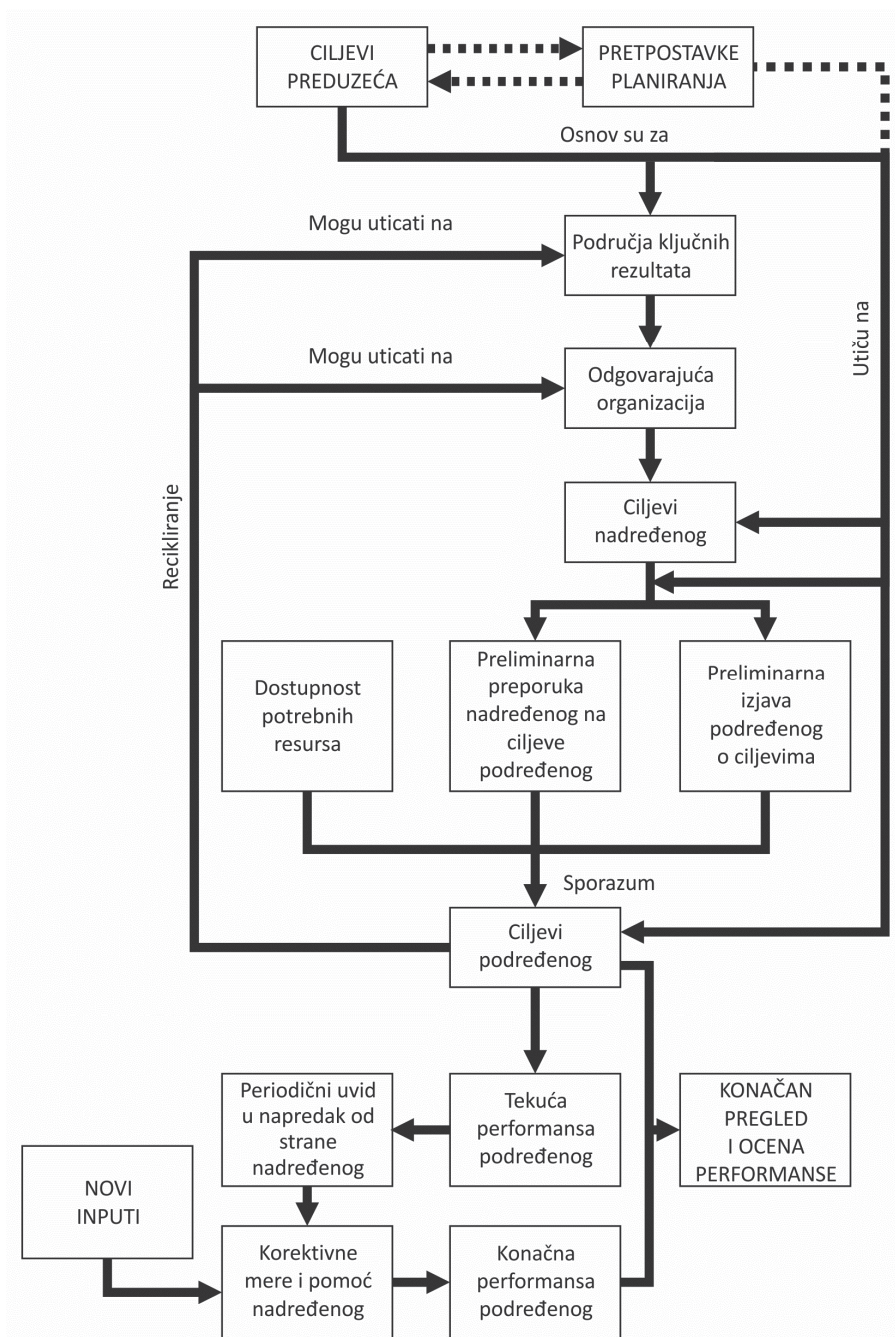 CILJEVI
PREDUZEĆA
PRETPOSTAVKE
PLANIRANJA
Osnov su za
Mogu uticati na
Područja ključnih
rezultata
Utiču na
Mogu uticati na
Odgovarajuća
organizacija
Recikliranje
Ciljevi
nadređenog
Dostupnost
potrebnih
resursa
Preliminarna
preporuka
nadređenog na
ciljeve
podređenog
Preliminarna
izjava
podređenog
o ciljevima
Sporazum
Ciljevi
podređenog
Periodični uvid
u napredak od
strane
nadređenog
Tekuća
performansa
podređenog
KONAČAN
PREGLED
I OCENA
PERFORMANSE
NOVI
INPUTI
Korektivne
mere i pomoć
nadređenog
Konačna
performansa
podređenog